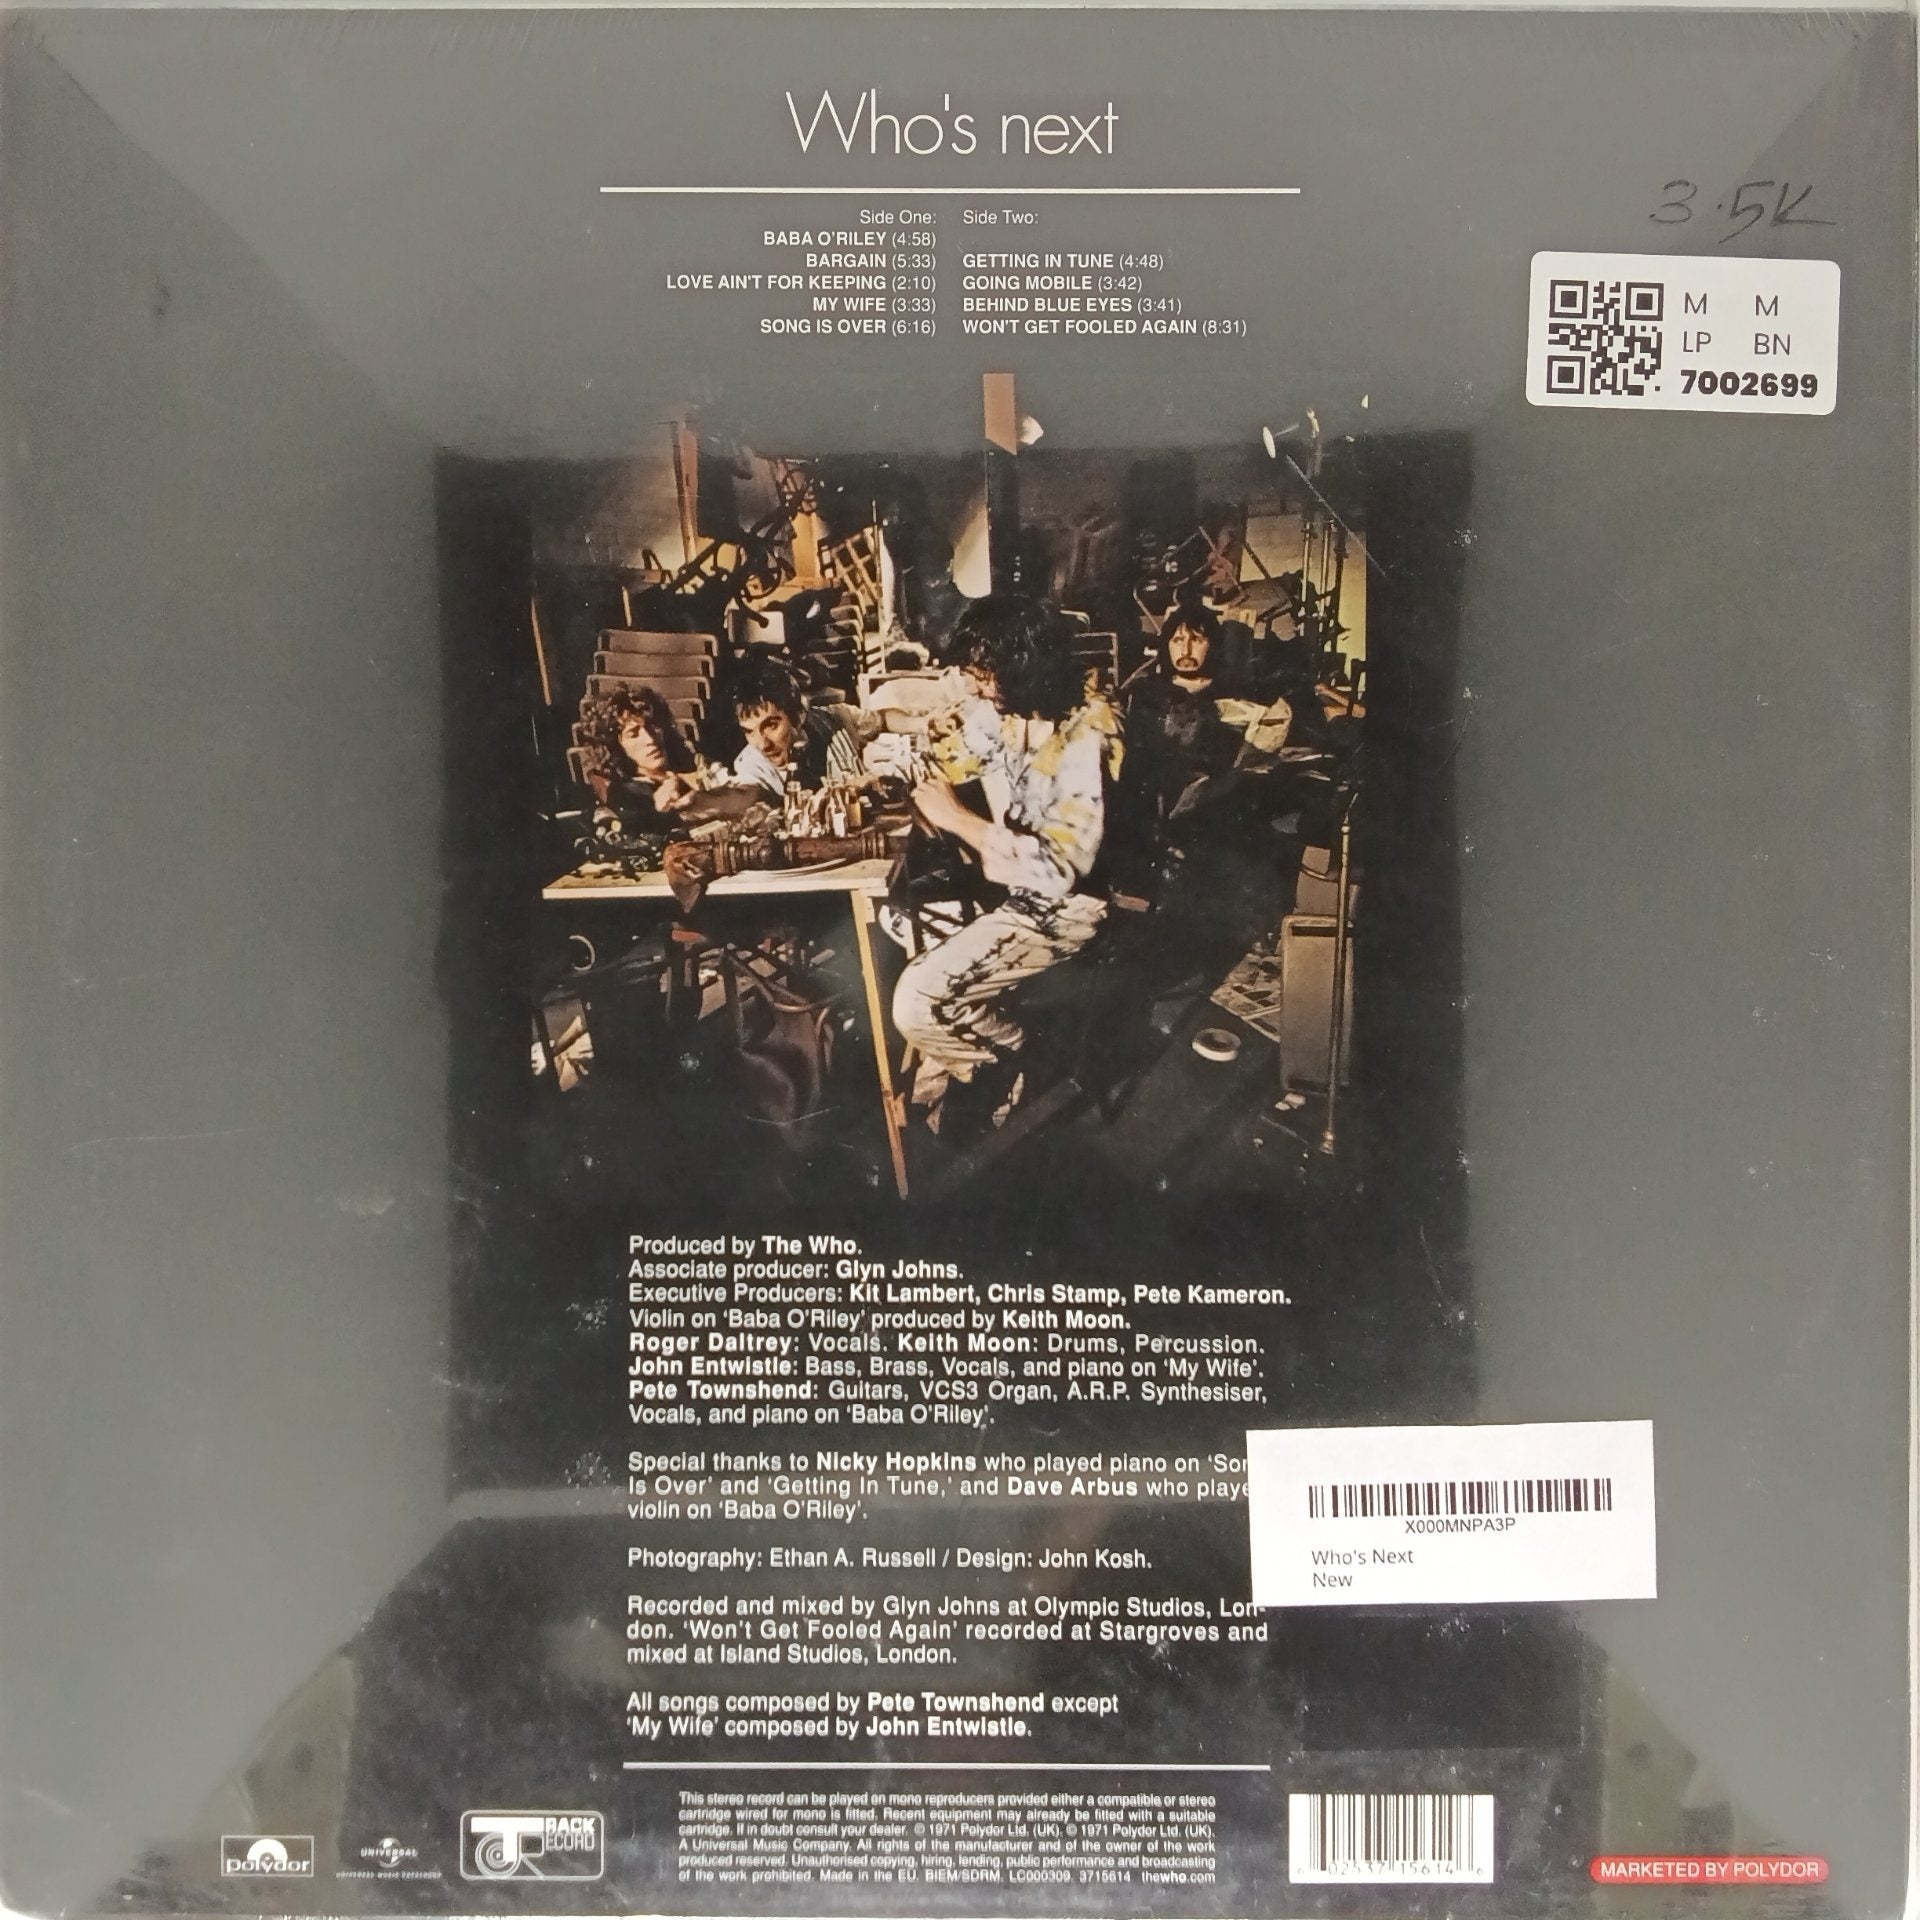 Who's next
3.5K
Side One:
BABA O'RILEY (4:58)
BARGAIN (5:33)
LOVE AIN'T FOR KEEPING (2:10)
MY WIFE (3:33)
SONG IS OVER (6:16)
Side Two:
GETTING IN TUNE (4:48)
GOING MOBILE (3:42)
BEHIND BLUE EYES (3:41)
WON'T GET FOOLED AGAIN (8:31)
M M
LP BN
7002699
Produced by The Who.
Associate producer: Glyn Johns.
Executive Producers: Kit Lambert, Chris Stamp, Pete Kameron.
Violin on 'Baba O'Riley' produced by Keith Moon.
Roger Daltrey: Vocals. Keith Moon: Drums, Percussion.
John Entwistle: Bass, Brass, Vocals, and piano on 'My Wife'.
Pete Townshend: Guitars, VCS3 Organ, A.R.P. Synthesiser,
Vocals, and piano on 'Baba O'Riley'.
Special thanks to Nicky Hopkins who played piano on
Is Over' and 'Getting In Tune,' and Dave Arbus who
violin on 'Baba O'Riley'.
Photography: Ethan A. Russell / Design: John Kosh.
Recorded and mixed by Glyn Johns at Olympic Studios, Lon-
don. 'Won't Get Fooled Again' recorded at Stargroves and
mixed at Island Studios, London.
All songs composed by Pete Townshend except
'My Wife' composed by John Entwistle.
X000MNPA3P
Who's Next
New
polydor
UNIVERSAL
UNIVERSAL MUSIC
TRACK
RECORD
This stereo record can be played on mono reproducers provided either a compatible or stereo
cartridge wired for mono is fitted. Recent equipment may already be fitted with a suitable
cartridge. If in doubt consult your dealer. ℗ 1971 Polydor Ltd. (UK). © 1971 Polydor Ltd. (UK).
A Universal Music Company. All rights of the manufacturer and of the owner of the work
produced reserved. Unauthorised copying, hiring, lending, public performance and broadcasting
of the work prohibited. Made in the EU. BIEM/SDRM. LC000309. 3715614 thewho.com
6 02537 15614 6
MARKETED BY POLYDOR